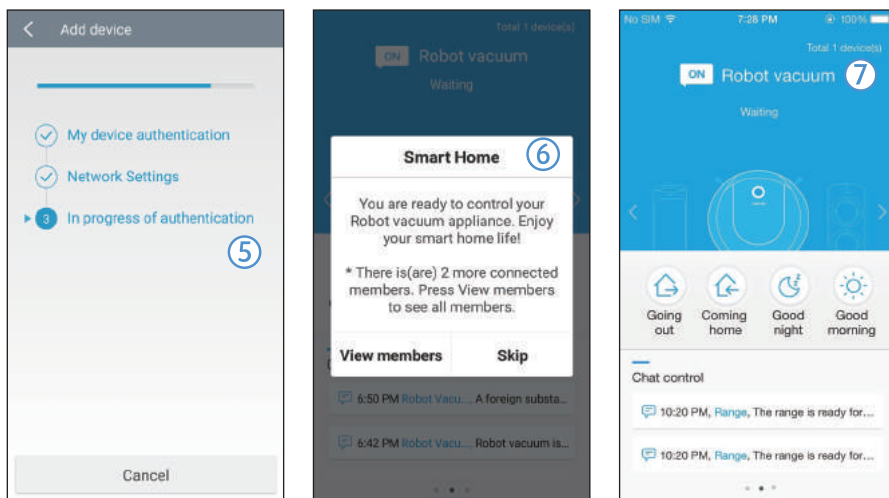 Add device
My device authentication
Network Settings
3 In progress of authentication
5
Cancel
Total 1 device(s)
ON Robot vacuum
Waiting
Smart Home 6
You are ready to control your
Robot vacuum appliance. Enjoy
your smart home life!
* There is(are) 2 more connected
members. Press View members
to see all members.
View members Skip
6:50 PM Robot Vacu..., A foreign substa...
6:42 PM Robot Vacu..., Robot vacuum is...
No SIM 7:28 PM 100%
Total 1 device(s)
ON Robot vacuum 7
Waiting
Going out
Coming home
Good night
Good morning
Chat control
10:20 PM, Range, The range is ready for...
10:20 PM, Range, The range is ready for...